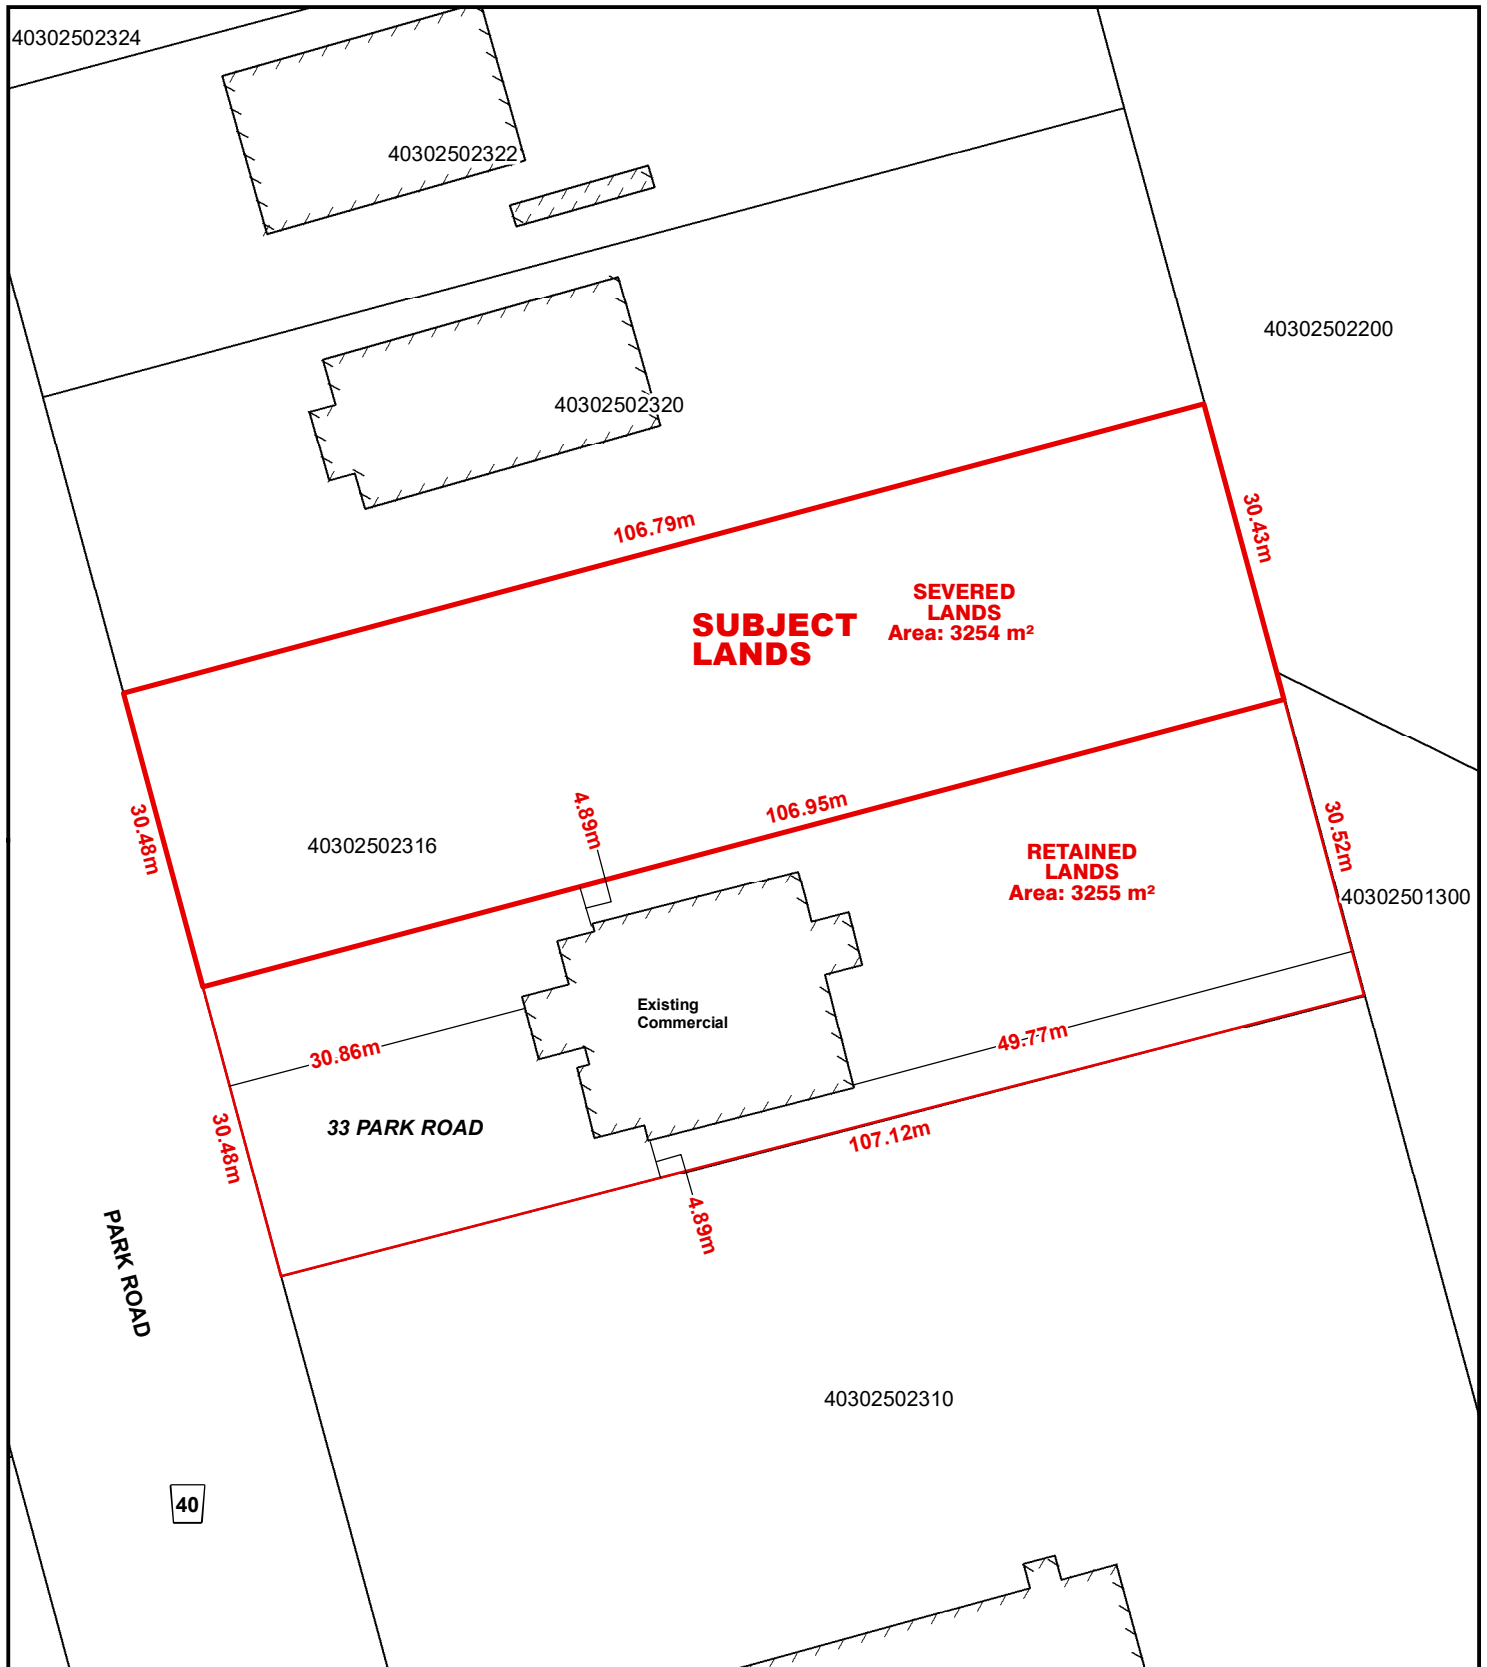 40302502324
40302502322
40302502200
40302502320
106.79m
30.43m
SEVERED
LANDS
Area: 3254 m²
SUBJECT
LANDS
30.48m
4.89m
106.95m
40302502316
30.52m
RETAINED
LANDS
Area: 3255 m²
40302501300
Existing
Commercial
30.86m
49.77m
33 PARK ROAD
30.48m
107.12m
4.89m
PARK ROAD
40302502310
40